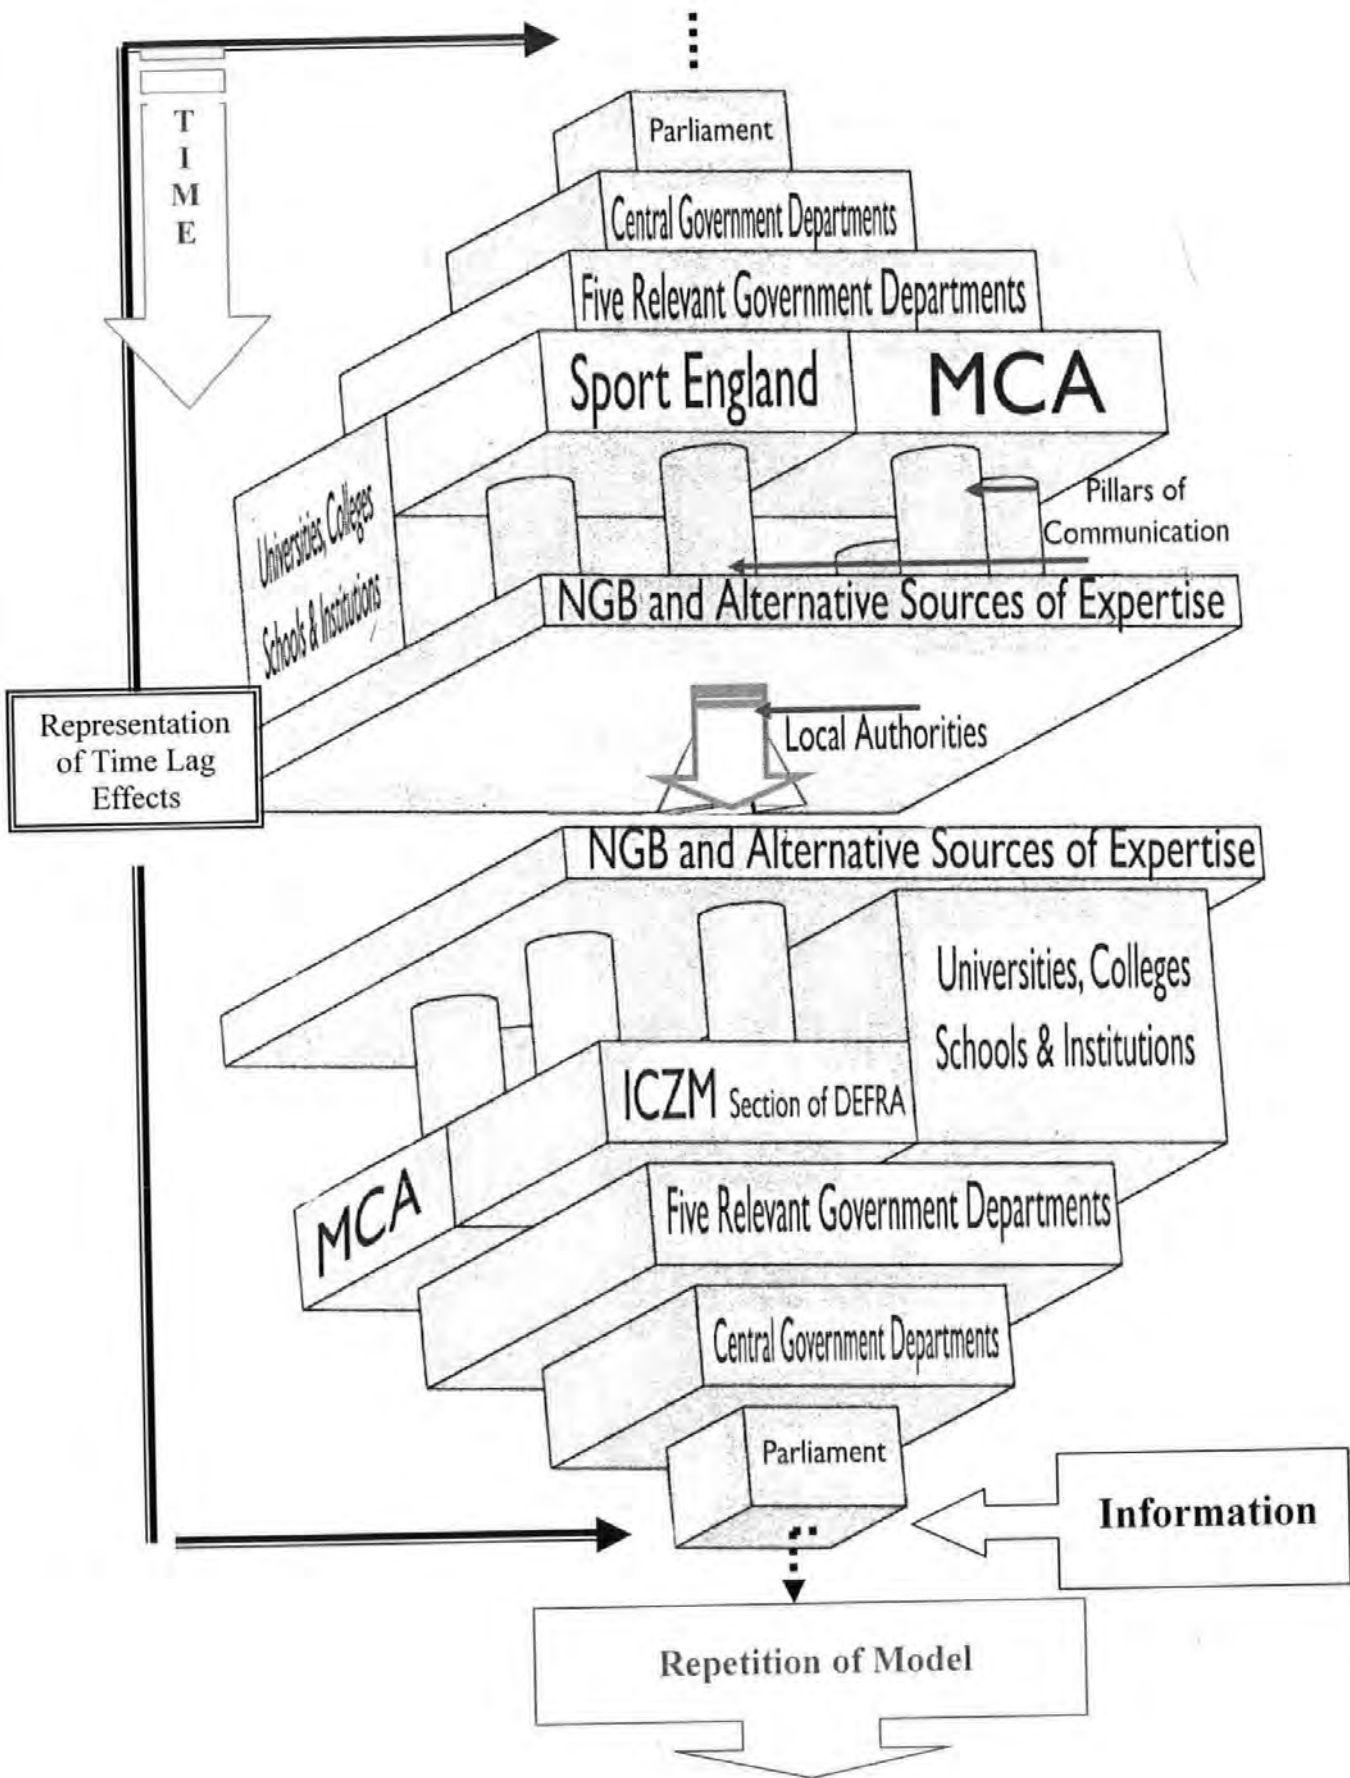 T
I
M
E
Parliament
Central Government Departments
Five Relevant Government Departments
Sport England
MCA
Universities, Colleges
Schools & Institutions
Pillars of
Communication
NGB and Alternative Sources of Expertise
Local Authorities
Representation
of Time Lag
Effects
NGB and Alternative Sources of Expertise
Universities, Colleges
Schools & Institutions
ICZM Section of DEFRA
MCA
Five Relevant Government Departments
Central Government Departments
Parliament
Information
Repetition of Model